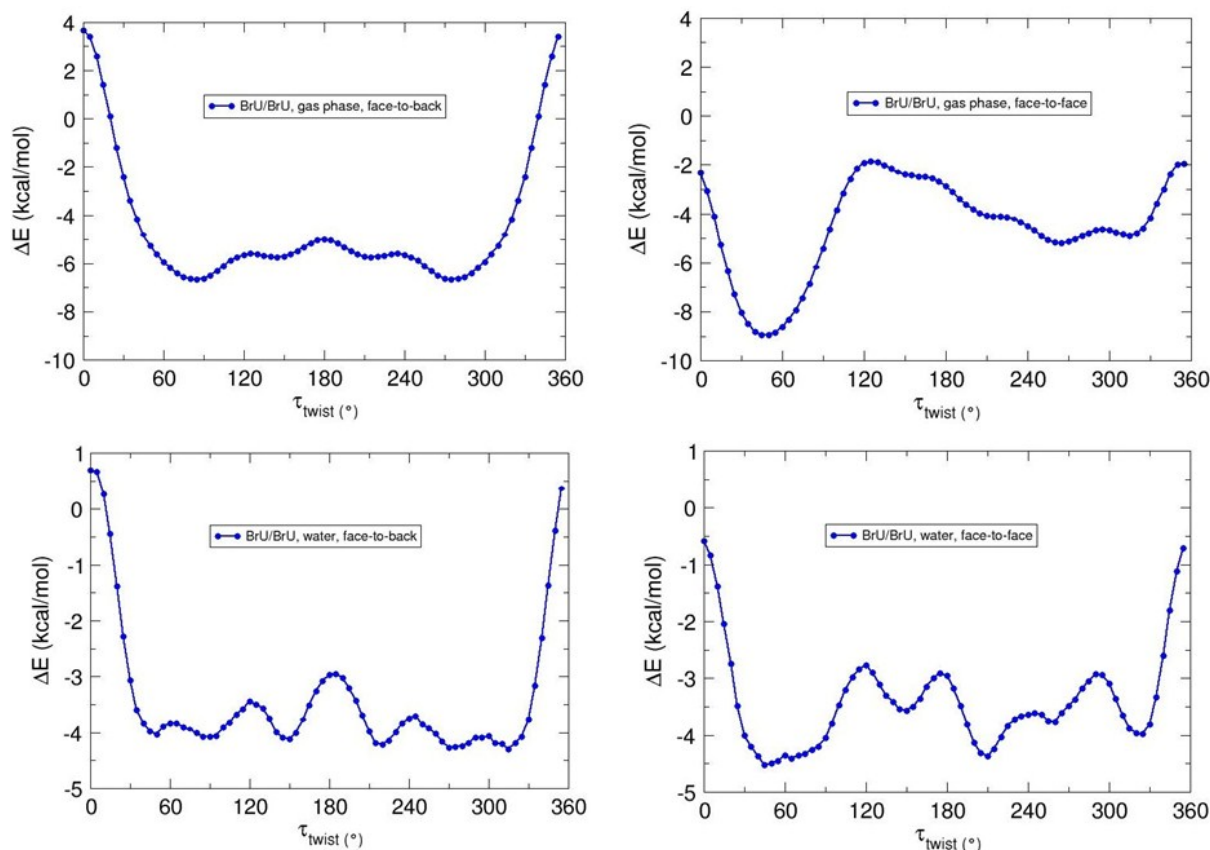 4
2
0
-2
-4
-6
-8
-10
ΔE (kcal/mol)
BrU/BrU, gas phase, face-to-back
0 60 120 180 240 300 360
τtwist (°)
4
2
0
-2
-4
-6
-8
-10
ΔE (kcal/mol)
BrU/BrU, gas phase, face-to-face
0 60 120 180 240 300 360
τtwist (°)
1
0
-1
-2
-3
-4
-5
ΔE (kcal/mol)
BrU/BrU, water, face-to-back
0 60 120 180 240 300 360
τtwist (°)
1
0
-1
-2
-3
-4
-5
ΔE (kcal/mol)
BrU/BrU, water, face-to-face
0 60 120 180 240 300 360
τtwist (°)